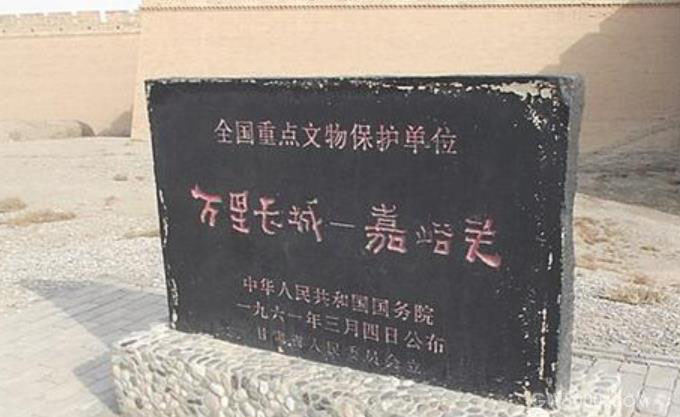 全国重点文物保护单位
万里长城—嘉峪关
中华人民共和国国务院
一九六一年三月四日公布
甘肃省人民委员会立